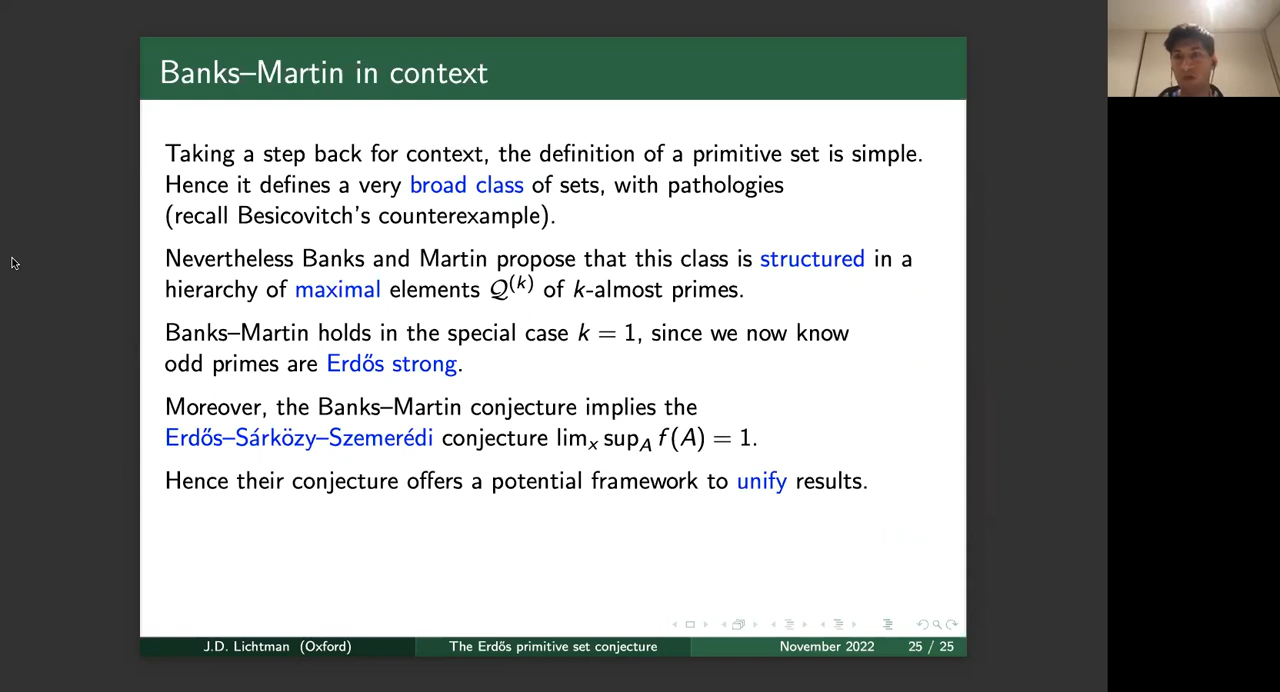 Banks–Martin in context
Taking a step back for context, the definition of a primitive set is simple.
Hence it defines a very broad class of sets, with pathologies
(recall Besicovitch's counterexample).
Nevertheless Banks and Martin propose that this class is structured in a
hierarchy of maximal elements 𝒬^(k) of k-almost primes.
Banks–Martin holds in the special case k = 1, since we now know
odd primes are Erdős strong.
Moreover, the Banks–Martin conjecture implies the
Erdős–Sárközy–Szemerédi conjecture lim_x sup_A f(A) = 1.
Hence their conjecture offers a potential framework to unify results.
J.D. Lichtman (Oxford) The Erdős primitive set conjecture November 2022 25 / 25